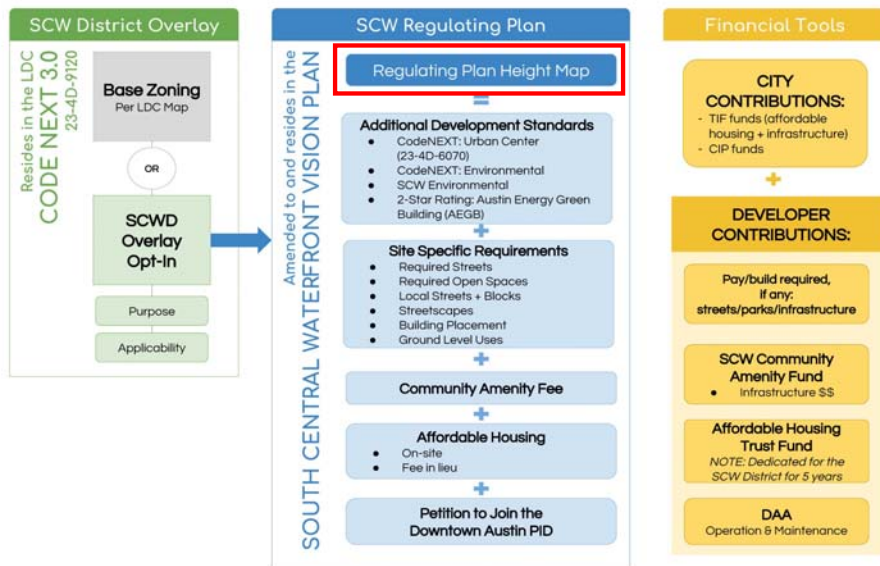 SCW District Overlay
Resides in the LDC
CODE NEXT 3.0
23-4D-9120
Base Zoning
Per LDC Map
OR
SCWD
Overlay
Opt-In
Purpose
Applicability
SCW Regulating Plan
Amended to and resides in the
SOUTH CENTRAL WATERFRONT VISION PLAN
Regulating Plan Height Map
=
Additional Development Standards
● CodeNEXT: Urban Center
(23-4D-6070)
● CodeNEXT: Environmental
● SCW Environmental
● 2-Star Rating: Austin Energy Green
Building (AEGB)
+
Site Specific Requirements
● Required Streets
● Required Open Spaces
● Local Streets + Blocks
● Streetscapes
● Building Placement
● Ground Level Uses
+
Community Amenity Fee
+
Affordable Housing
● On-site
● Fee in lieu
+
Petition to Join the
Downtown Austin PID
Financial Tools
CITY
CONTRIBUTIONS:
- TIF funds (affordable
housing + infrastructure)
- CIP funds
+
DEVELOPER
CONTRIBUTIONS:
Pay/build required,
if any:
streets/parks/infrastructure
SCW Community
Amenity Fund
● Infrastructure $$
Affordable Housing
Trust Fund
NOTE: Dedicated for the
SCW District for 5 years
DAA
Operation & Maintenance